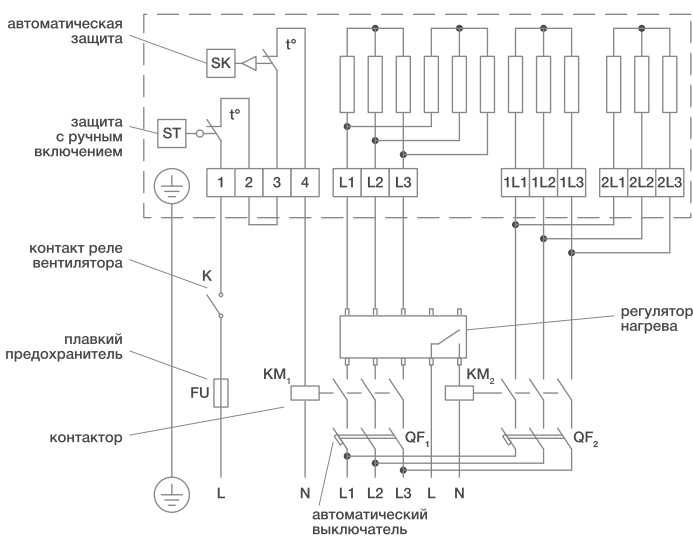 автоматическая
защита
SK
t°
защита
с ручным
включением
ST
t°
1 2 3 4
L1 L2 L3
1L1 1L2 1L3
2L1 2L2 2L3
контакт реле
вентилятора
K
регулятор
нагрева
плавкий
предохранитель
FU
KM1
KM2
контактор
QF1
QF2
L N L1 L2 L3 L N
автоматический
выключатель